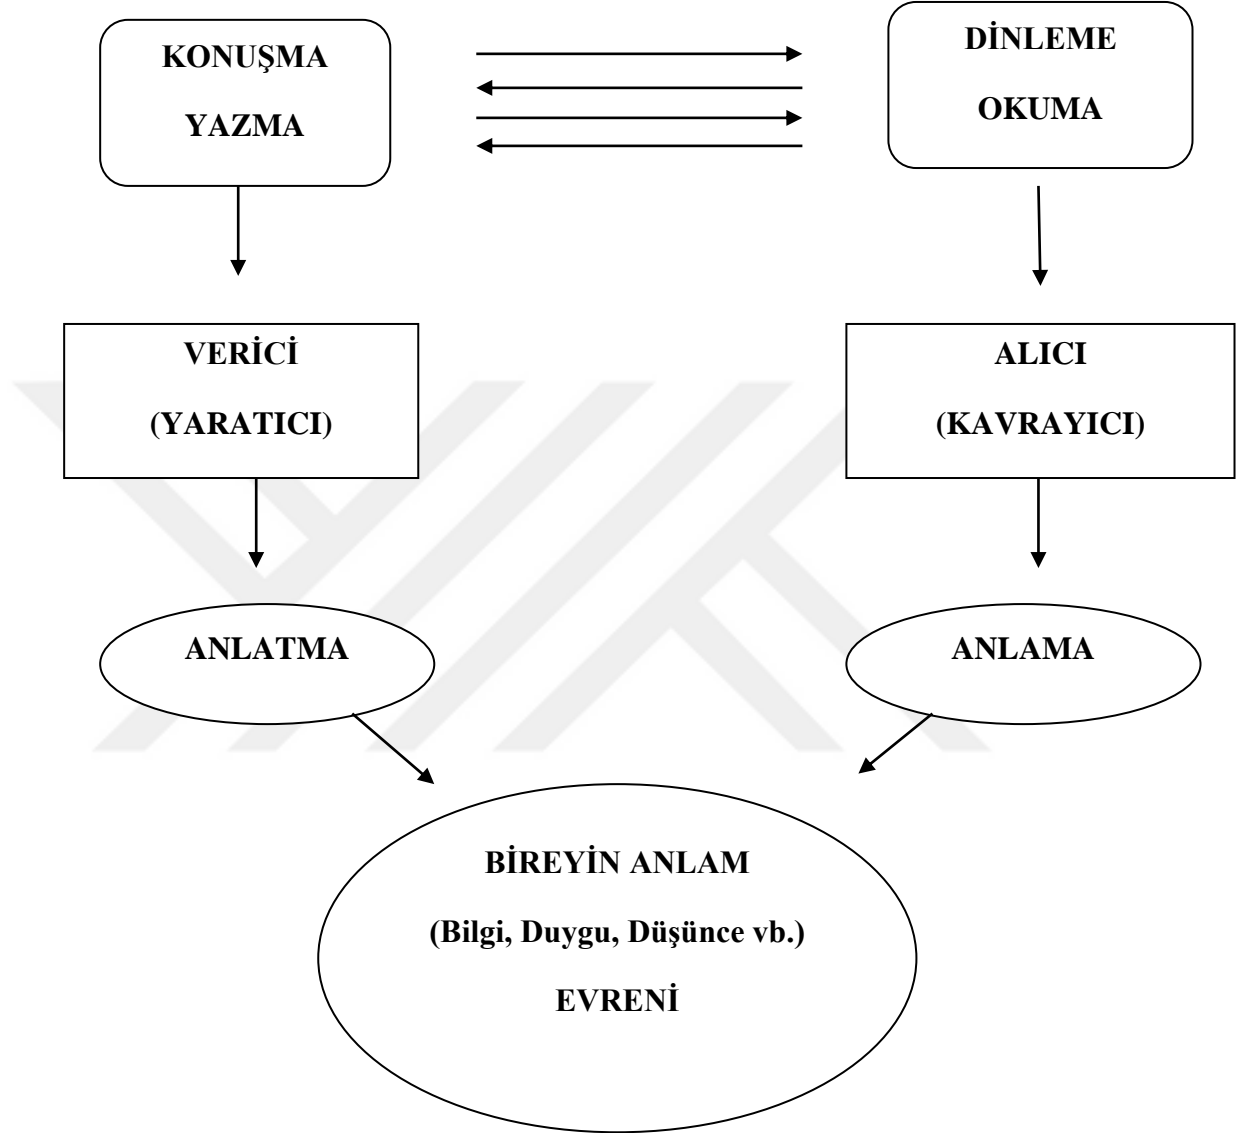 KONUŞMA
YAZMA
DİNLEME
OKUMA
VERİCİ
(YARATICI)
ALICI
(KAVRAYICI)
ANLATMA
ANLAMA
BİREYİN ANLAM
(Bilgi, Duygu, Düşünce vb.)
EVRENİ